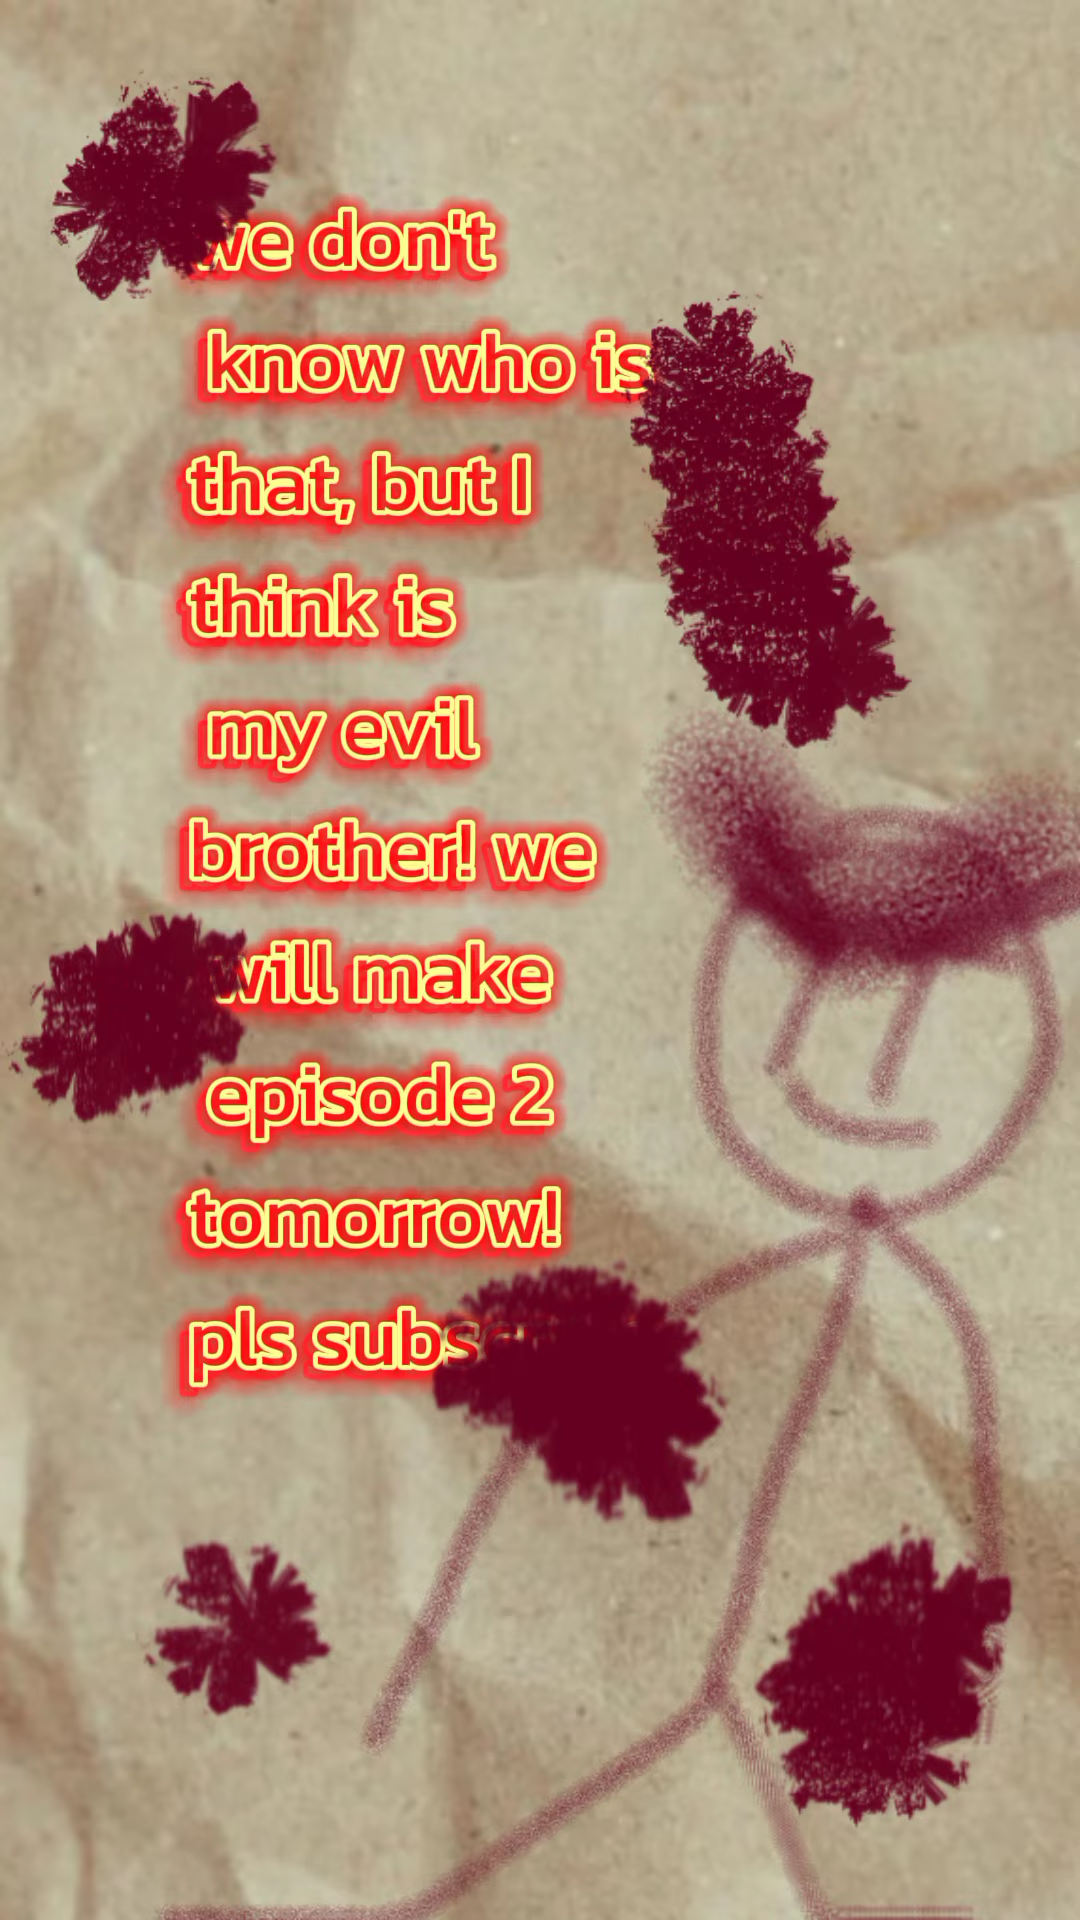 we don't
know who is
that, but I
think is
my evil
brother! we
will make
episode 2
tomorrow!
pls